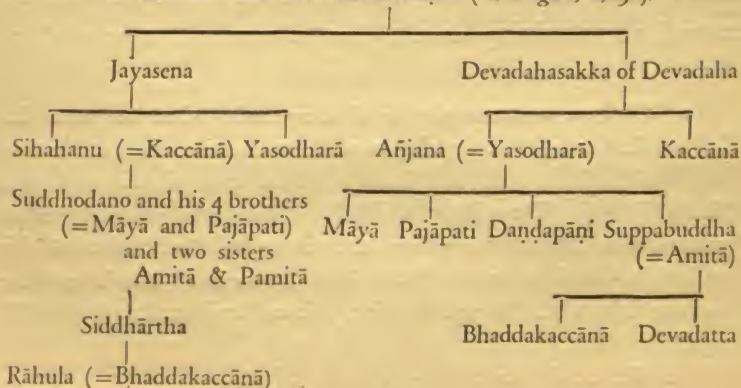 Jayasena Devadahasakka of Devadaha
Sihahanu (=Kaccānā) Yasodharā Añjana (=Yasodharā) Kaccānā
Suddhodano and his 4 brothers
(=Māyā and Pajāpati) Māyā Pajāpati Daṇḍapāṇi Suppabuddha
and two sisters (=Amitā)
Amitā & Pamitā
Siddhārtha
Bhaddakaccānā Devadatta
Rāhula (=Bhaddakaccānā)